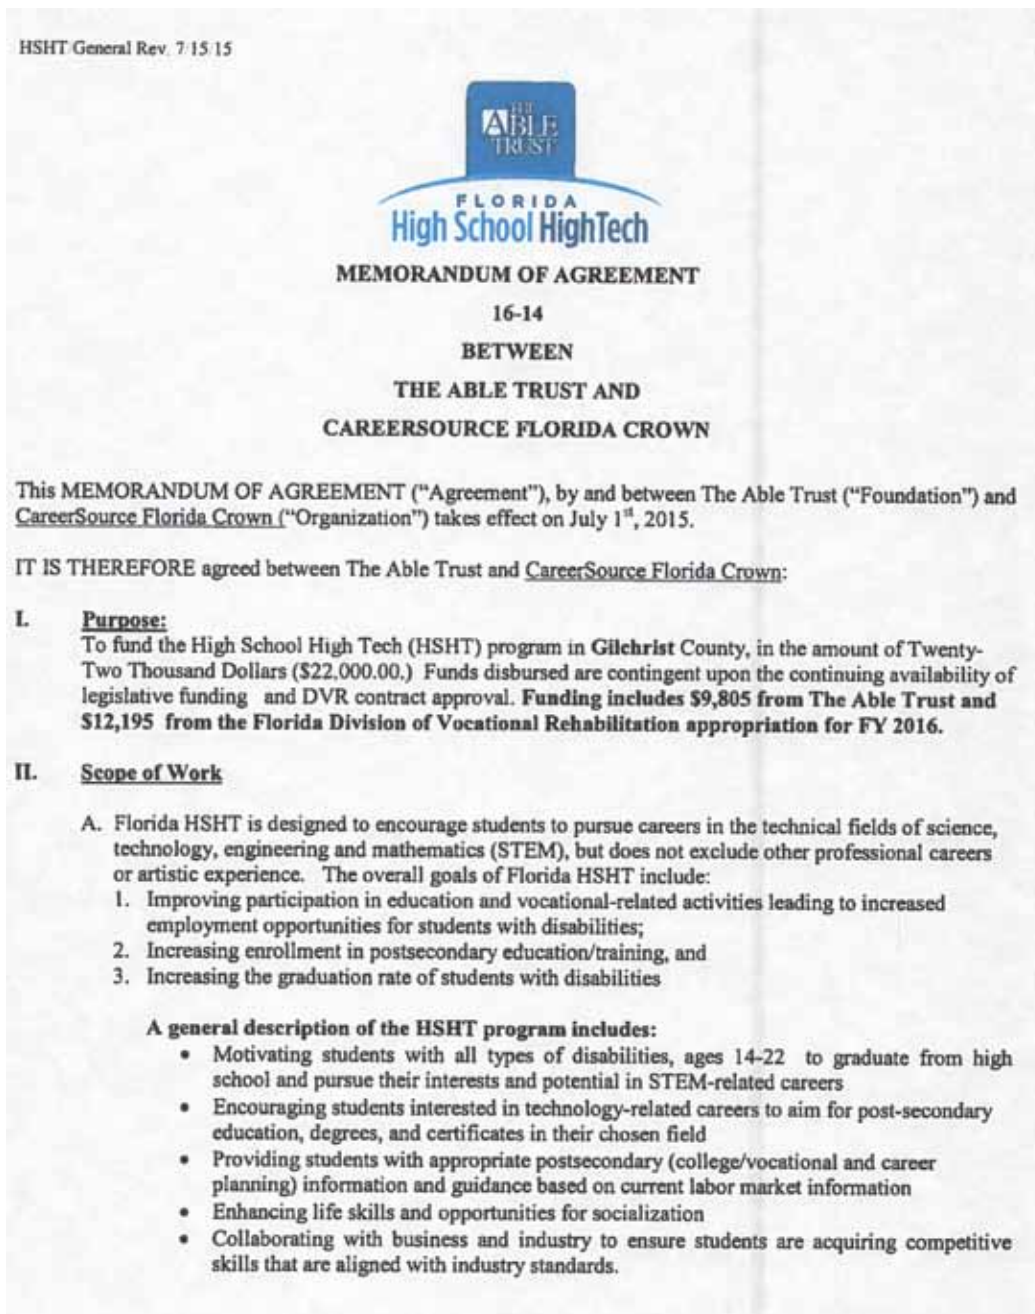 HSHT General Rev. 7/15/15
THE
ABLE
TRUST
FLORIDA
High School HighTech
MEMORANDUM OF AGREEMENT
16-14
BETWEEN
THE ABLE TRUST AND
CAREERSOURCE FLORIDA CROWN
This MEMORANDUM OF AGREEMENT (“Agreement”), by and between The Able Trust (“Foundation”) and
CareerSource Florida Crown (“Organization”) takes effect on July 1st, 2015.
IT IS THEREFORE agreed between The Able Trust and CareerSource Florida Crown:
I. Purpose:
To fund the High School High Tech (HSHT) program in Gilchrist County, in the amount of Twenty-
Two Thousand Dollars ($22,000.00.) Funds disbursed are contingent upon the continuing availability of
legislative funding and DVR contract approval. Funding includes $9,805 from The Able Trust and
$12,195 from the Florida Division of Vocational Rehabilitation appropriation for FY 2016.
II. Scope of Work
A. Florida HSHT is designed to encourage students to pursue careers in the technical fields of science,
technology, engineering and mathematics (STEM), but does not exclude other professional careers
or artistic experience. The overall goals of Florida HSHT include:
1. Improving participation in education and vocational-related activities leading to increased
employment opportunities for students with disabilities;
2. Increasing enrollment in postsecondary education/training, and
3. Increasing the graduation rate of students with disabilities
A general description of the HSHT program includes:
• Motivating students with all types of disabilities, ages 14-22 to graduate from high
school and pursue their interests and potential in STEM-related careers
• Encouraging students interested in technology-related careers to aim for post-secondary
education, degrees, and certificates in their chosen field
• Providing students with appropriate postsecondary (college/vocational and career
planning) information and guidance based on current labor market information
• Enhancing life skills and opportunities for socialization
• Collaborating with business and industry to ensure students are acquiring competitive
skills that are aligned with industry standards.